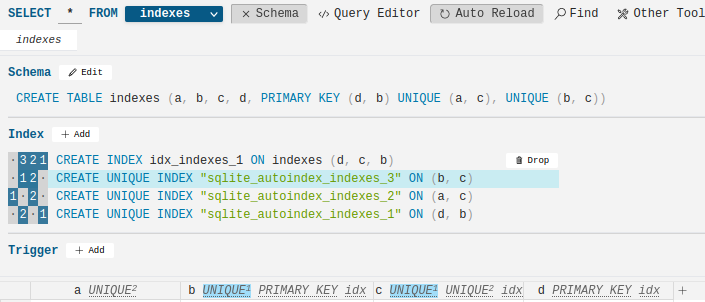 SELECT * FROM indexes Schema Query Editor Auto Reload Find Other Tool
indexes
Schema Edit
CREATE TABLE indexes (a, b, c, d, PRIMARY KEY (d, b) UNIQUE (a, c), UNIQUE (b, c))
Index + Add
· 3 2 1 CREATE INDEX idx_indexes_1 ON indexes (d, c, b) Drop
· 1 2 · CREATE UNIQUE INDEX "sqlite_autoindex_indexes_3" ON (b, c)
1 · 2 · CREATE UNIQUE INDEX "sqlite_autoindex_indexes_2" ON (a, c)
· 2 · 1 CREATE UNIQUE INDEX "sqlite_autoindex_indexes_1" ON (d, b)
Trigger + Add
a UNIQUE² b UNIQUE¹ PRIMARY KEY idx c UNIQUE¹ UNIQUE² idx d PRIMARY KEY idx +